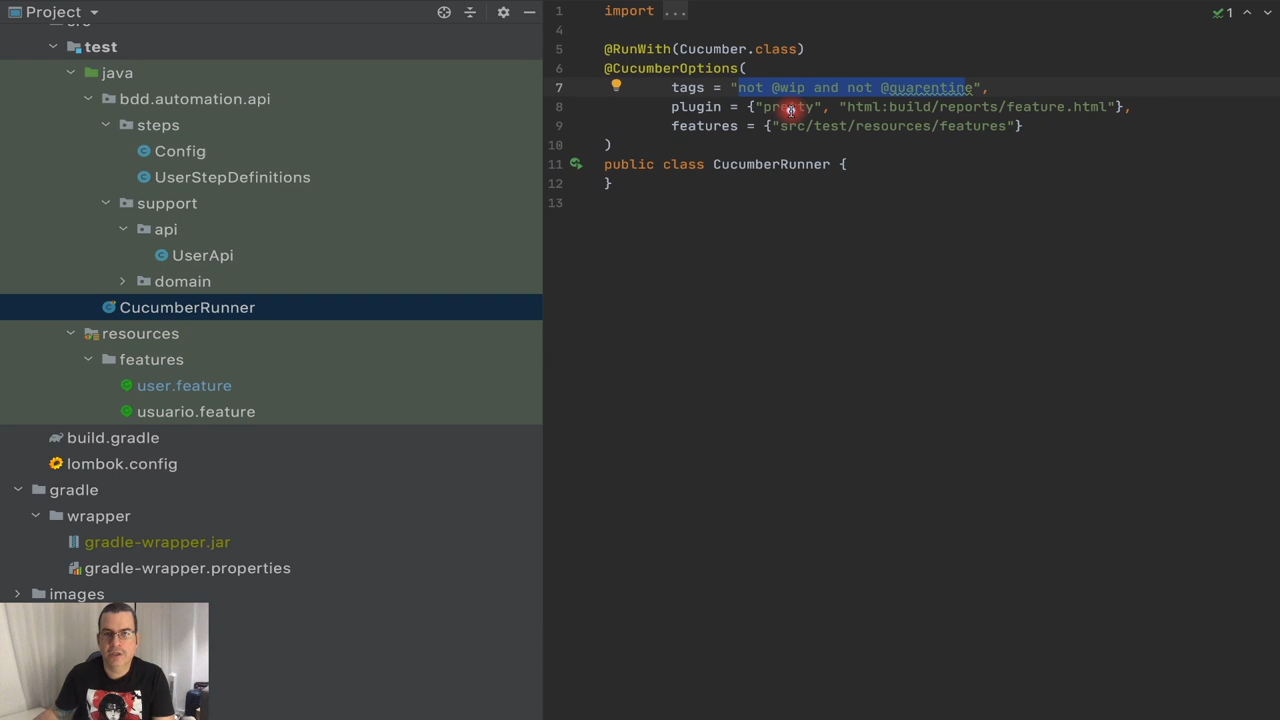 Project
test
java
bdd.automation.api
steps
Config
UserStepDefinitions
support
api
UserApi
domain
CucumberRunner
resources
features
user.feature
usuario.feature
build.gradle
lombok.config
gradle
wrapper
gradle-wrapper.jar
gradle-wrapper.properties
images
1 import ...
4
5 @RunWith(Cucumber.class)
6 @CucumberOptions(
7 tags = "not @wip and not @quarentine",
8 plugin = {"pretty", "html:build/reports/feature.html"},
9 features = {"src/test/resources/features"}
10 )
11 public class CucumberRunner {
12 }
13
1